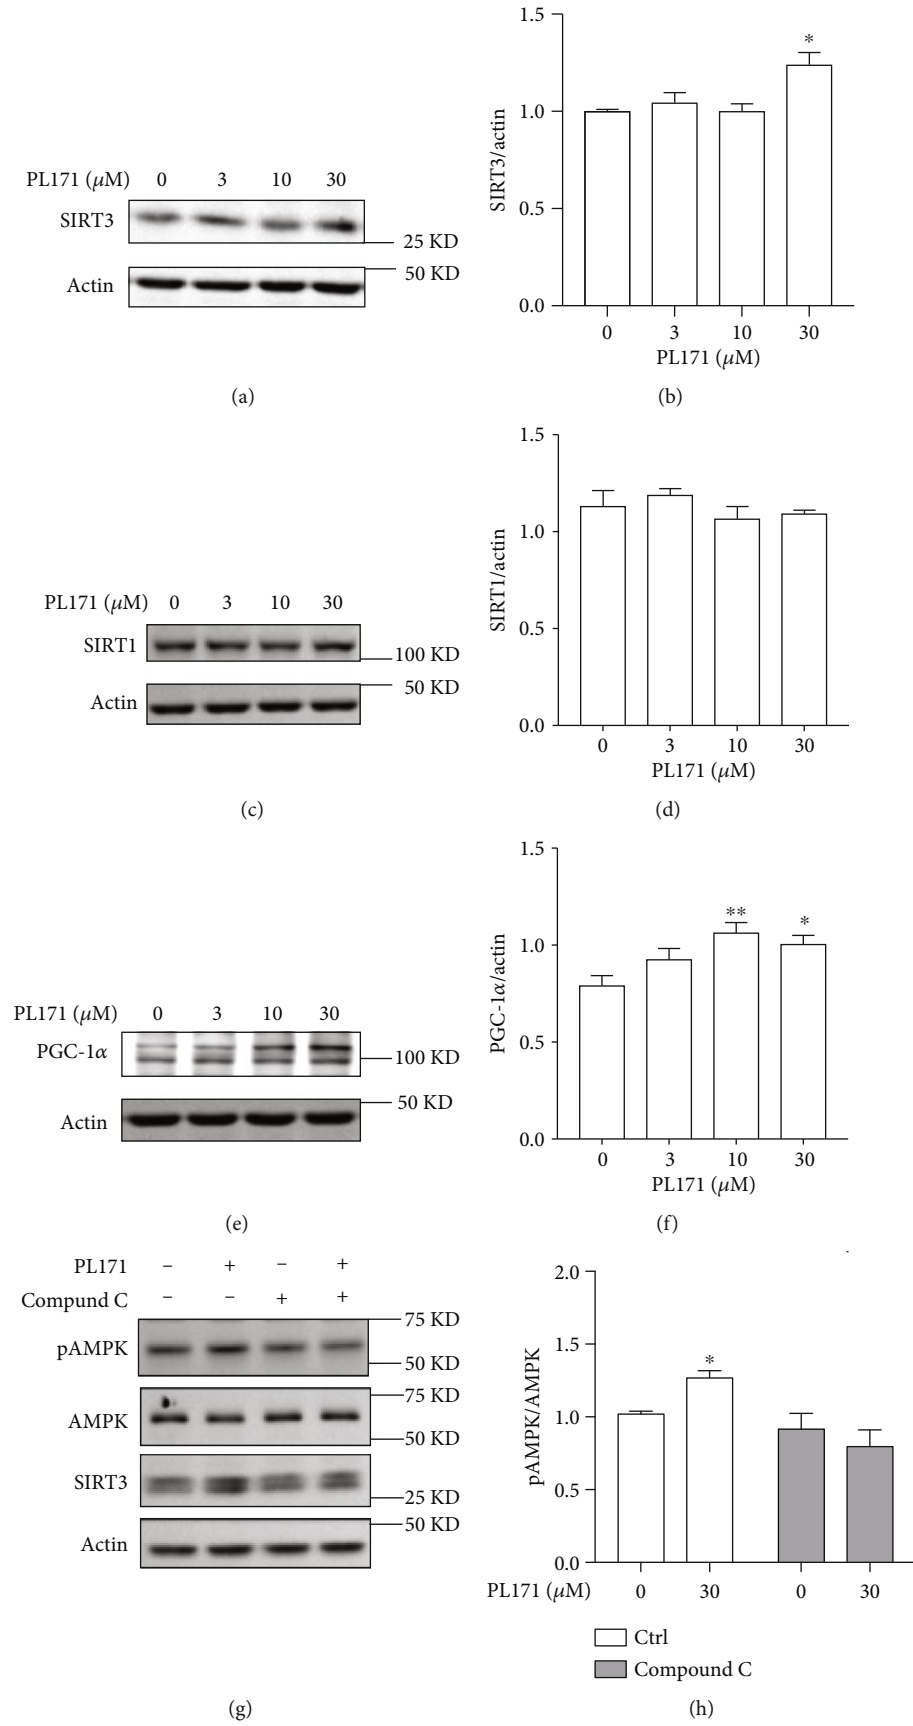 PL171 (μM) 0 3 10 30
SIRT3
25 KD
50 KD
Actin
(a)
1.5
1.0
0.5
0.0
SIRT3/actin
*
0 3 10 30
PL171 (μM)
(b)
PL171 (μM) 0 3 10 30
SIRT1
100 KD
50 KD
Actin
(c)
1.5
1.0
0.5
0.0
SIRT1/actin
0 3 10 30
PL171 (μM)
(d)
PL171 (μM) 0 3 10 30
PGC-1α
100 KD
50 KD
Actin
(e)
1.5
1.0
0.5
0.0
PGC-1α/actin
** *
0 3 10 30
PL171 (μM)
(f)
PL171 − + − +
Compund C − − + +
75 KD
pAMPK
50 KD
75 KD
AMPK
50 KD
SIRT3
25 KD
50 KD
Actin
(g)
2.0
1.5
1.0
0.5
0.0
pAMPK/AMPK
*
PL171 (μM) 0 30 0 30
Ctrl
Compound C
(h)